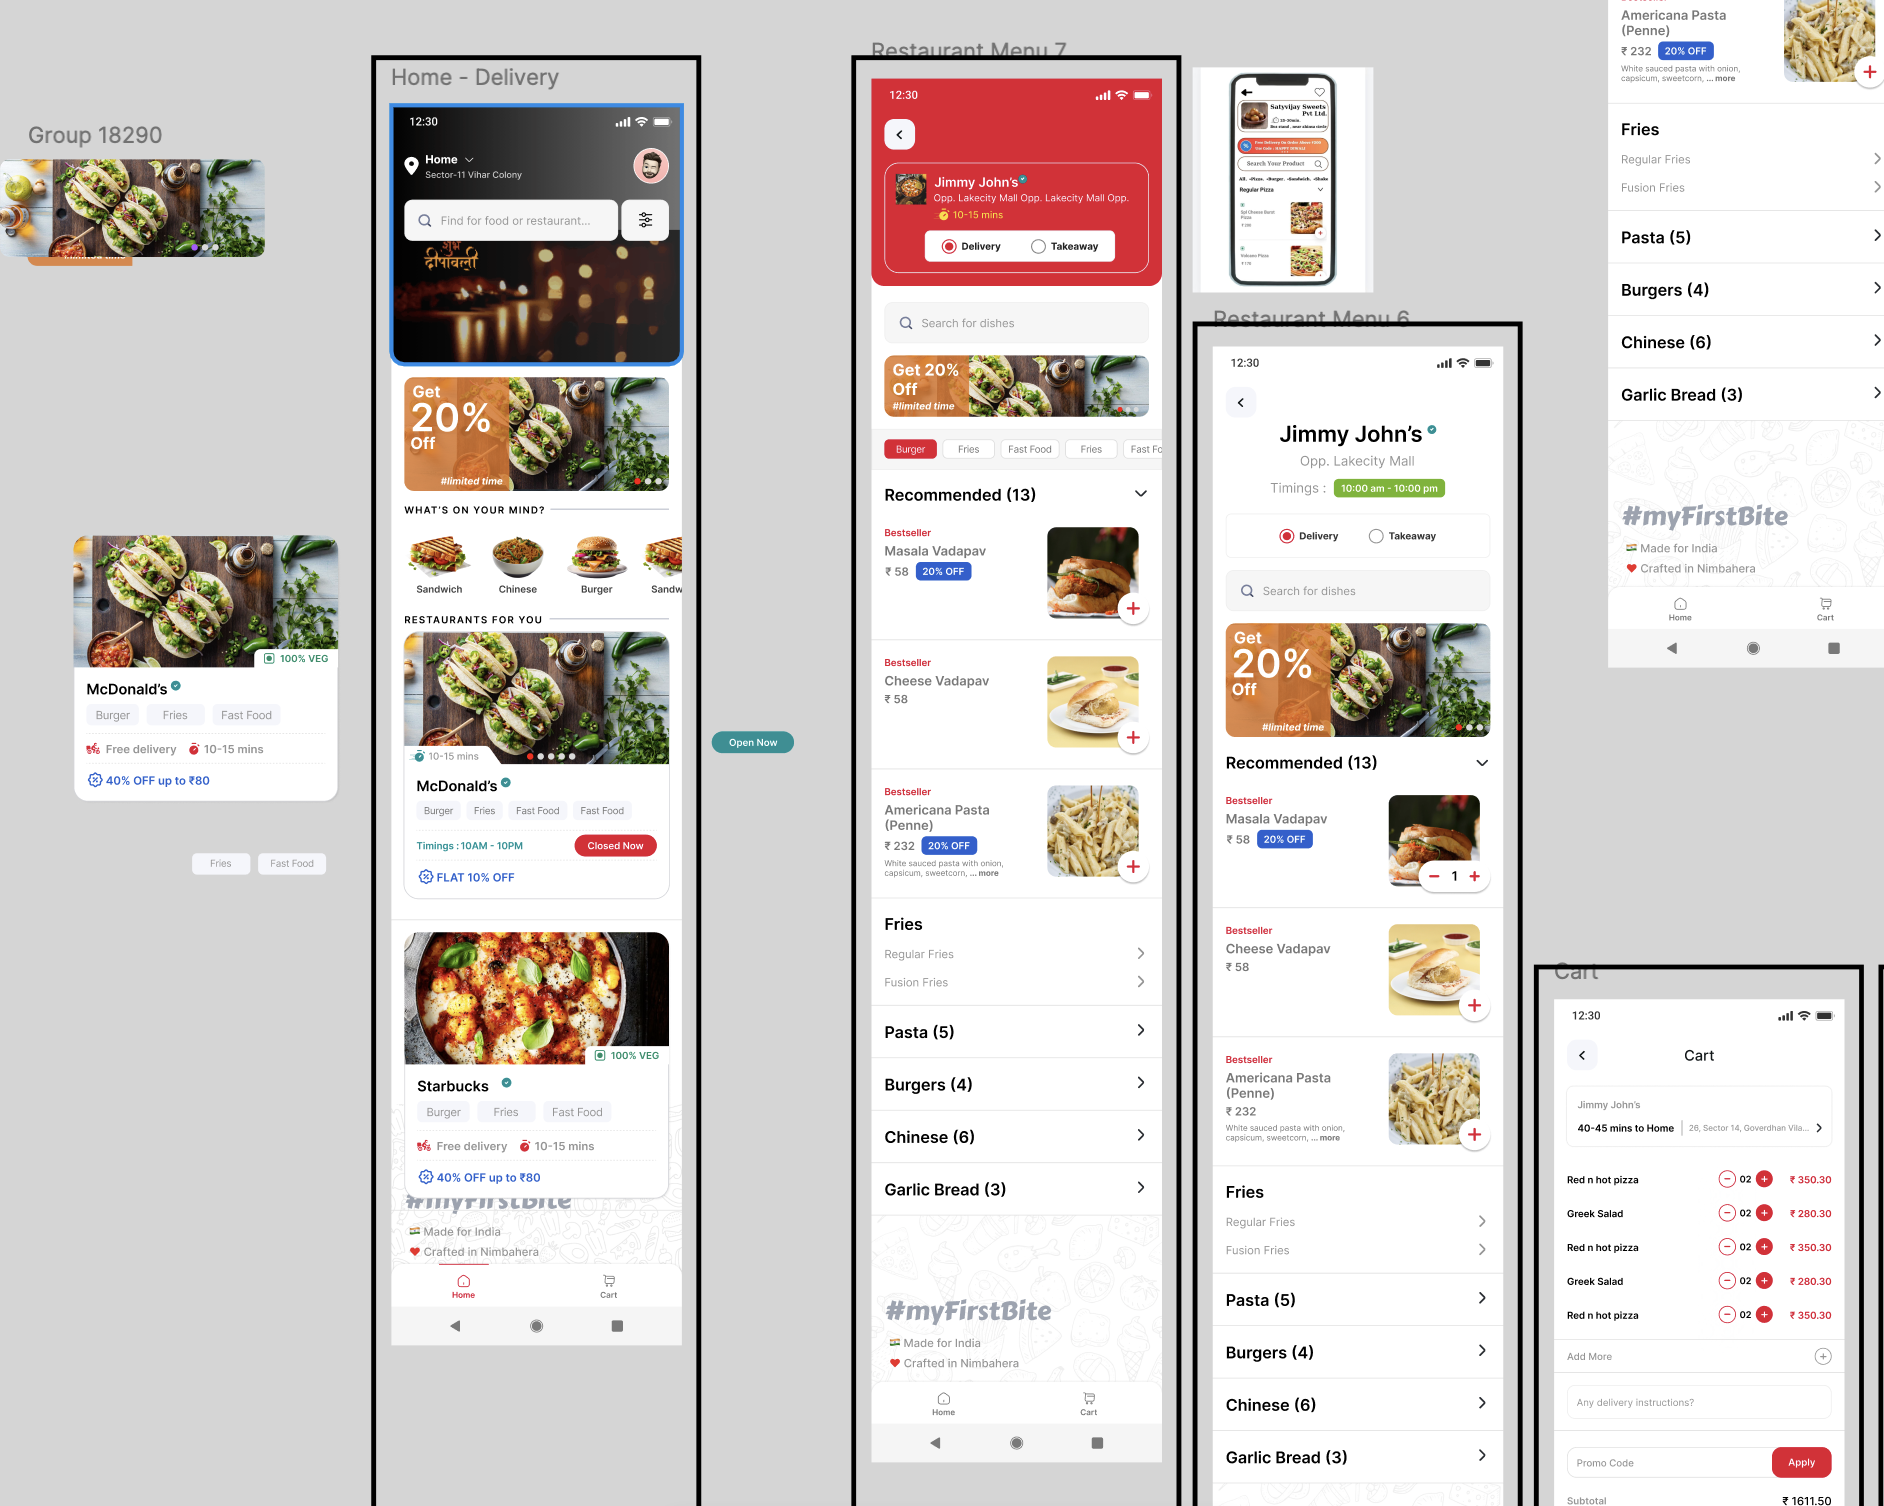 Group 18290
#limited time
100% VEG
McDonald's
Burger
Fries
Fast Food
Free delivery
10-15 mins
40% OFF up to ₹80
Fries
Fast Food
Home - Delivery
12:30
Home
Sector-11 Vihar Colony
Find for food or restaurant...
शुभ
दीपावली
Get
20%
Off
#limited time
WHAT'S ON YOUR MIND?
Sandwich
Chinese
Burger
Sandw
RESTAURANTS FOR YOU
10-15 mins
McDonald's
Burger
Fries
Fast Food
Fast Food
Timings : 10AM - 10PM
Closed Now
FLAT 10% OFF
100% VEG
Starbucks
Burger
Fries
Fast Food
Free delivery
10-15 mins
40% OFF up to ₹80
#myFirstBite
Made for India
Crafted in Nimbahera
Home
Cart
Open Now
Restaurant Menu 7
12:30
Jimmy John's
Opp. Lakecity Mall Opp. Lakecity Mall Opp.
10-15 mins
Delivery
Takeaway
Search for dishes
Get 20%
Off
#limited time
Burger
Fries
Fast Food
Fries
Fast Fo
Recommended (13)
Bestseller
Masala Vadapav
₹ 58
20% OFF
Bestseller
Cheese Vadapav
₹ 58
Bestseller
Americana Pasta
(Penne)
₹ 232
20% OFF
White sauced pasta with onion,
capsicum, sweetcorn, ... more
Fries
Regular Fries
Fusion Fries
Pasta (5)
Burgers (4)
Chinese (6)
Garlic Bread (3)
#myFirstBite
Made for India
Crafted in Nimbahera
Home
Cart
Satyvijay Sweets
Pvt Ltd.
25-30min.
Search Your Product
Regular Pizza
Restaurant Menu 6
12:30
Jimmy John's
Opp. Lakecity Mall
Timings :
10:00 am - 10:00 pm
Delivery
Takeaway
Search for dishes
Get
20%
Off
#limited time
Recommended (13)
Bestseller
Masala Vadapav
₹ 58
20% OFF
1
Bestseller
Cheese Vadapav
₹ 58
Bestseller
Americana Pasta
(Penne)
₹ 232
White sauced pasta with onion,
capsicum, sweetcorn, ... more
Fries
Regular Fries
Fusion Fries
Pasta (5)
Burgers (4)
Chinese (6)
Garlic Bread (3)
Bestseller
Americana Pasta
(Penne)
₹ 232
20% OFF
White sauced pasta with onion,
capsicum, sweetcorn, ... more
Fries
Regular Fries
Fusion Fries
Pasta (5)
Burgers (4)
Chinese (6)
Garlic Bread (3)
#myFirstBite
Made for India
Crafted in Nimbahera
Home
Cart
Cart
12:30
Cart
Jimmy John's
40-45 mins to Home
26, Sector 14, Goverdhan Vila...
Red n hot pizza 02 ₹ 350.30
Greek Salad 02 ₹ 280.30
Red n hot pizza 02 ₹ 350.30
Greek Salad 02 ₹ 280.30
Red n hot pizza 02 ₹ 350.30
Add More
Any delivery instructions?
Promo Code
Apply
Subtotal ₹ 1611.50